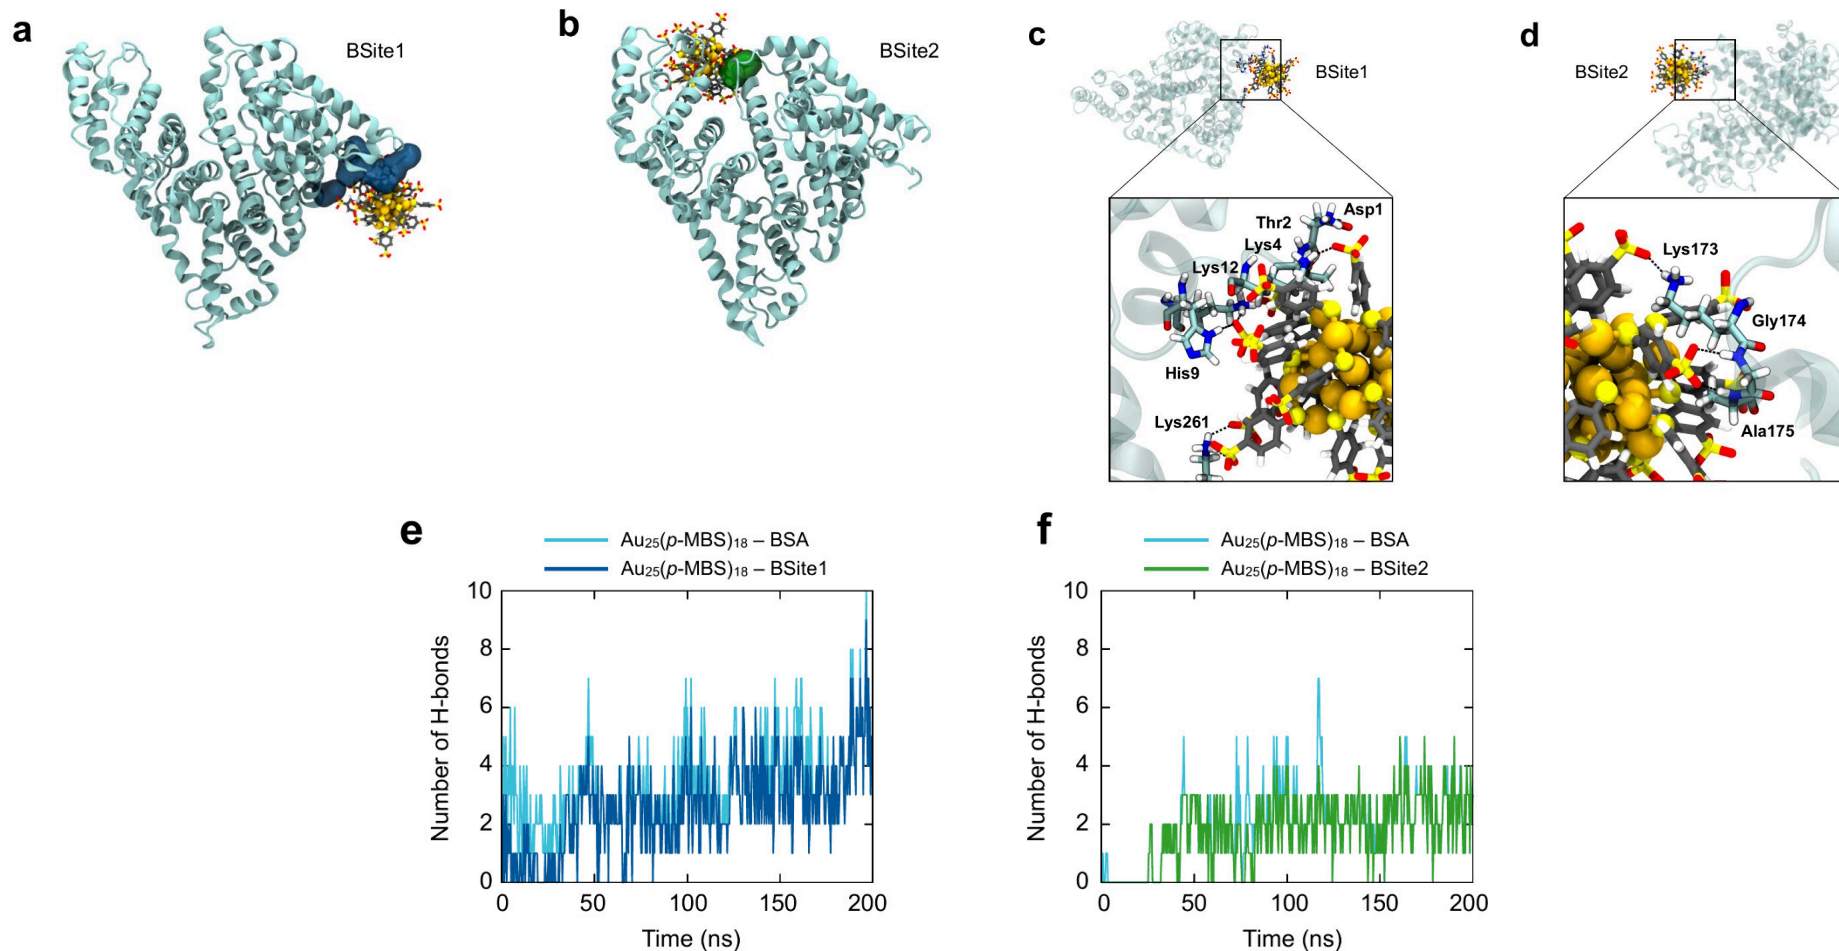 a
BSite1
b
BSite2
c
BSite1
d
BSite2
Asp1
Thr2
Lys4
Lys12
His9
Lys261
Lys173
Gly174
Ala175
e
Au₂₅(p-MBS)₁₈ – BSA
Au₂₅(p-MBS)₁₈ – BSite1
10
8
6
4
2
0
Number of H-bonds
0 50 100 150 200
Time (ns)
f
Au₂₅(p-MBS)₁₈ – BSA
Au₂₅(p-MBS)₁₈ – BSite2
10
8
6
4
2
0
Number of H-bonds
0 50 100 150 200
Time (ns)